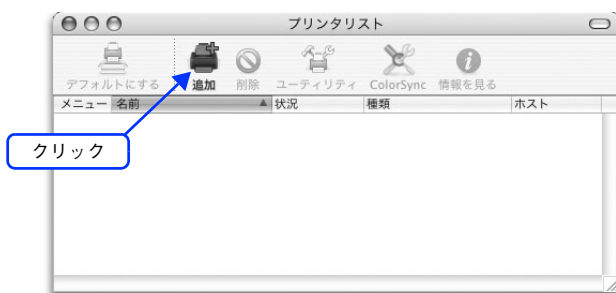 プリンタリスト
デフォルトにする 追加 削除 ユーティリティ ColorSync 情報を見る
メニュー 名前 状況 種類 ホスト
クリック